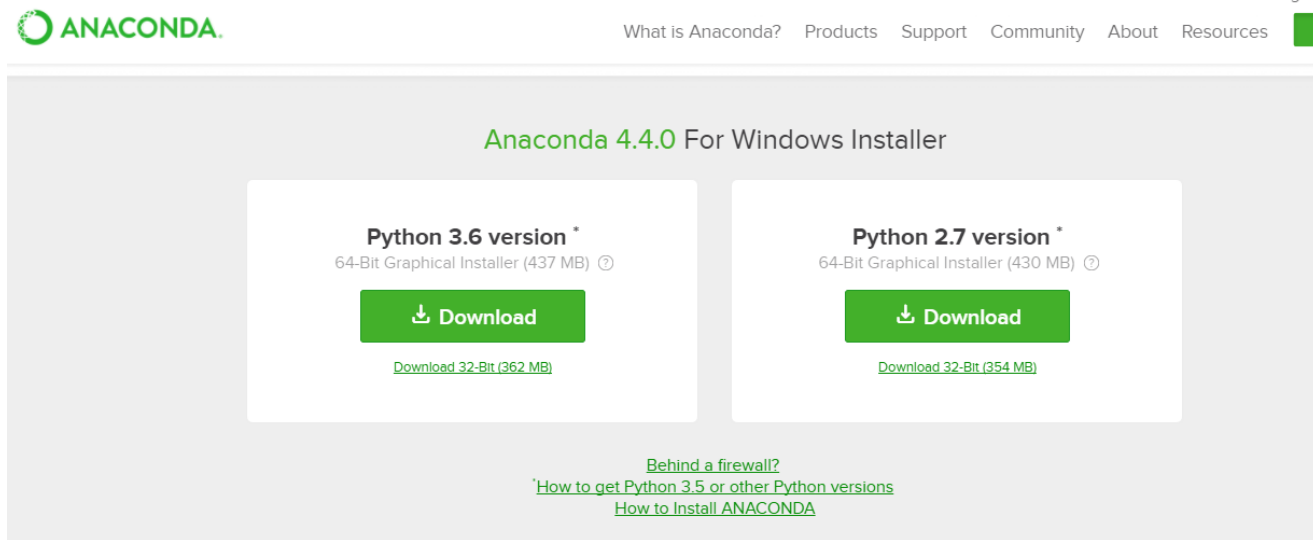 ANACONDA.
What is Anaconda? Products Support Community About Resources
Anaconda 4.4.0 For Windows Installer
Python 3.6 version *
64-Bit Graphical Installer (437 MB) ?
Download
Download 32-Bit (362 MB)
Python 2.7 version *
64-Bit Graphical Installer (430 MB) ?
Download
Download 32-Bit (354 MB)
Behind a firewall?
*How to get Python 3.5 or other Python versions
How to Install ANACONDA